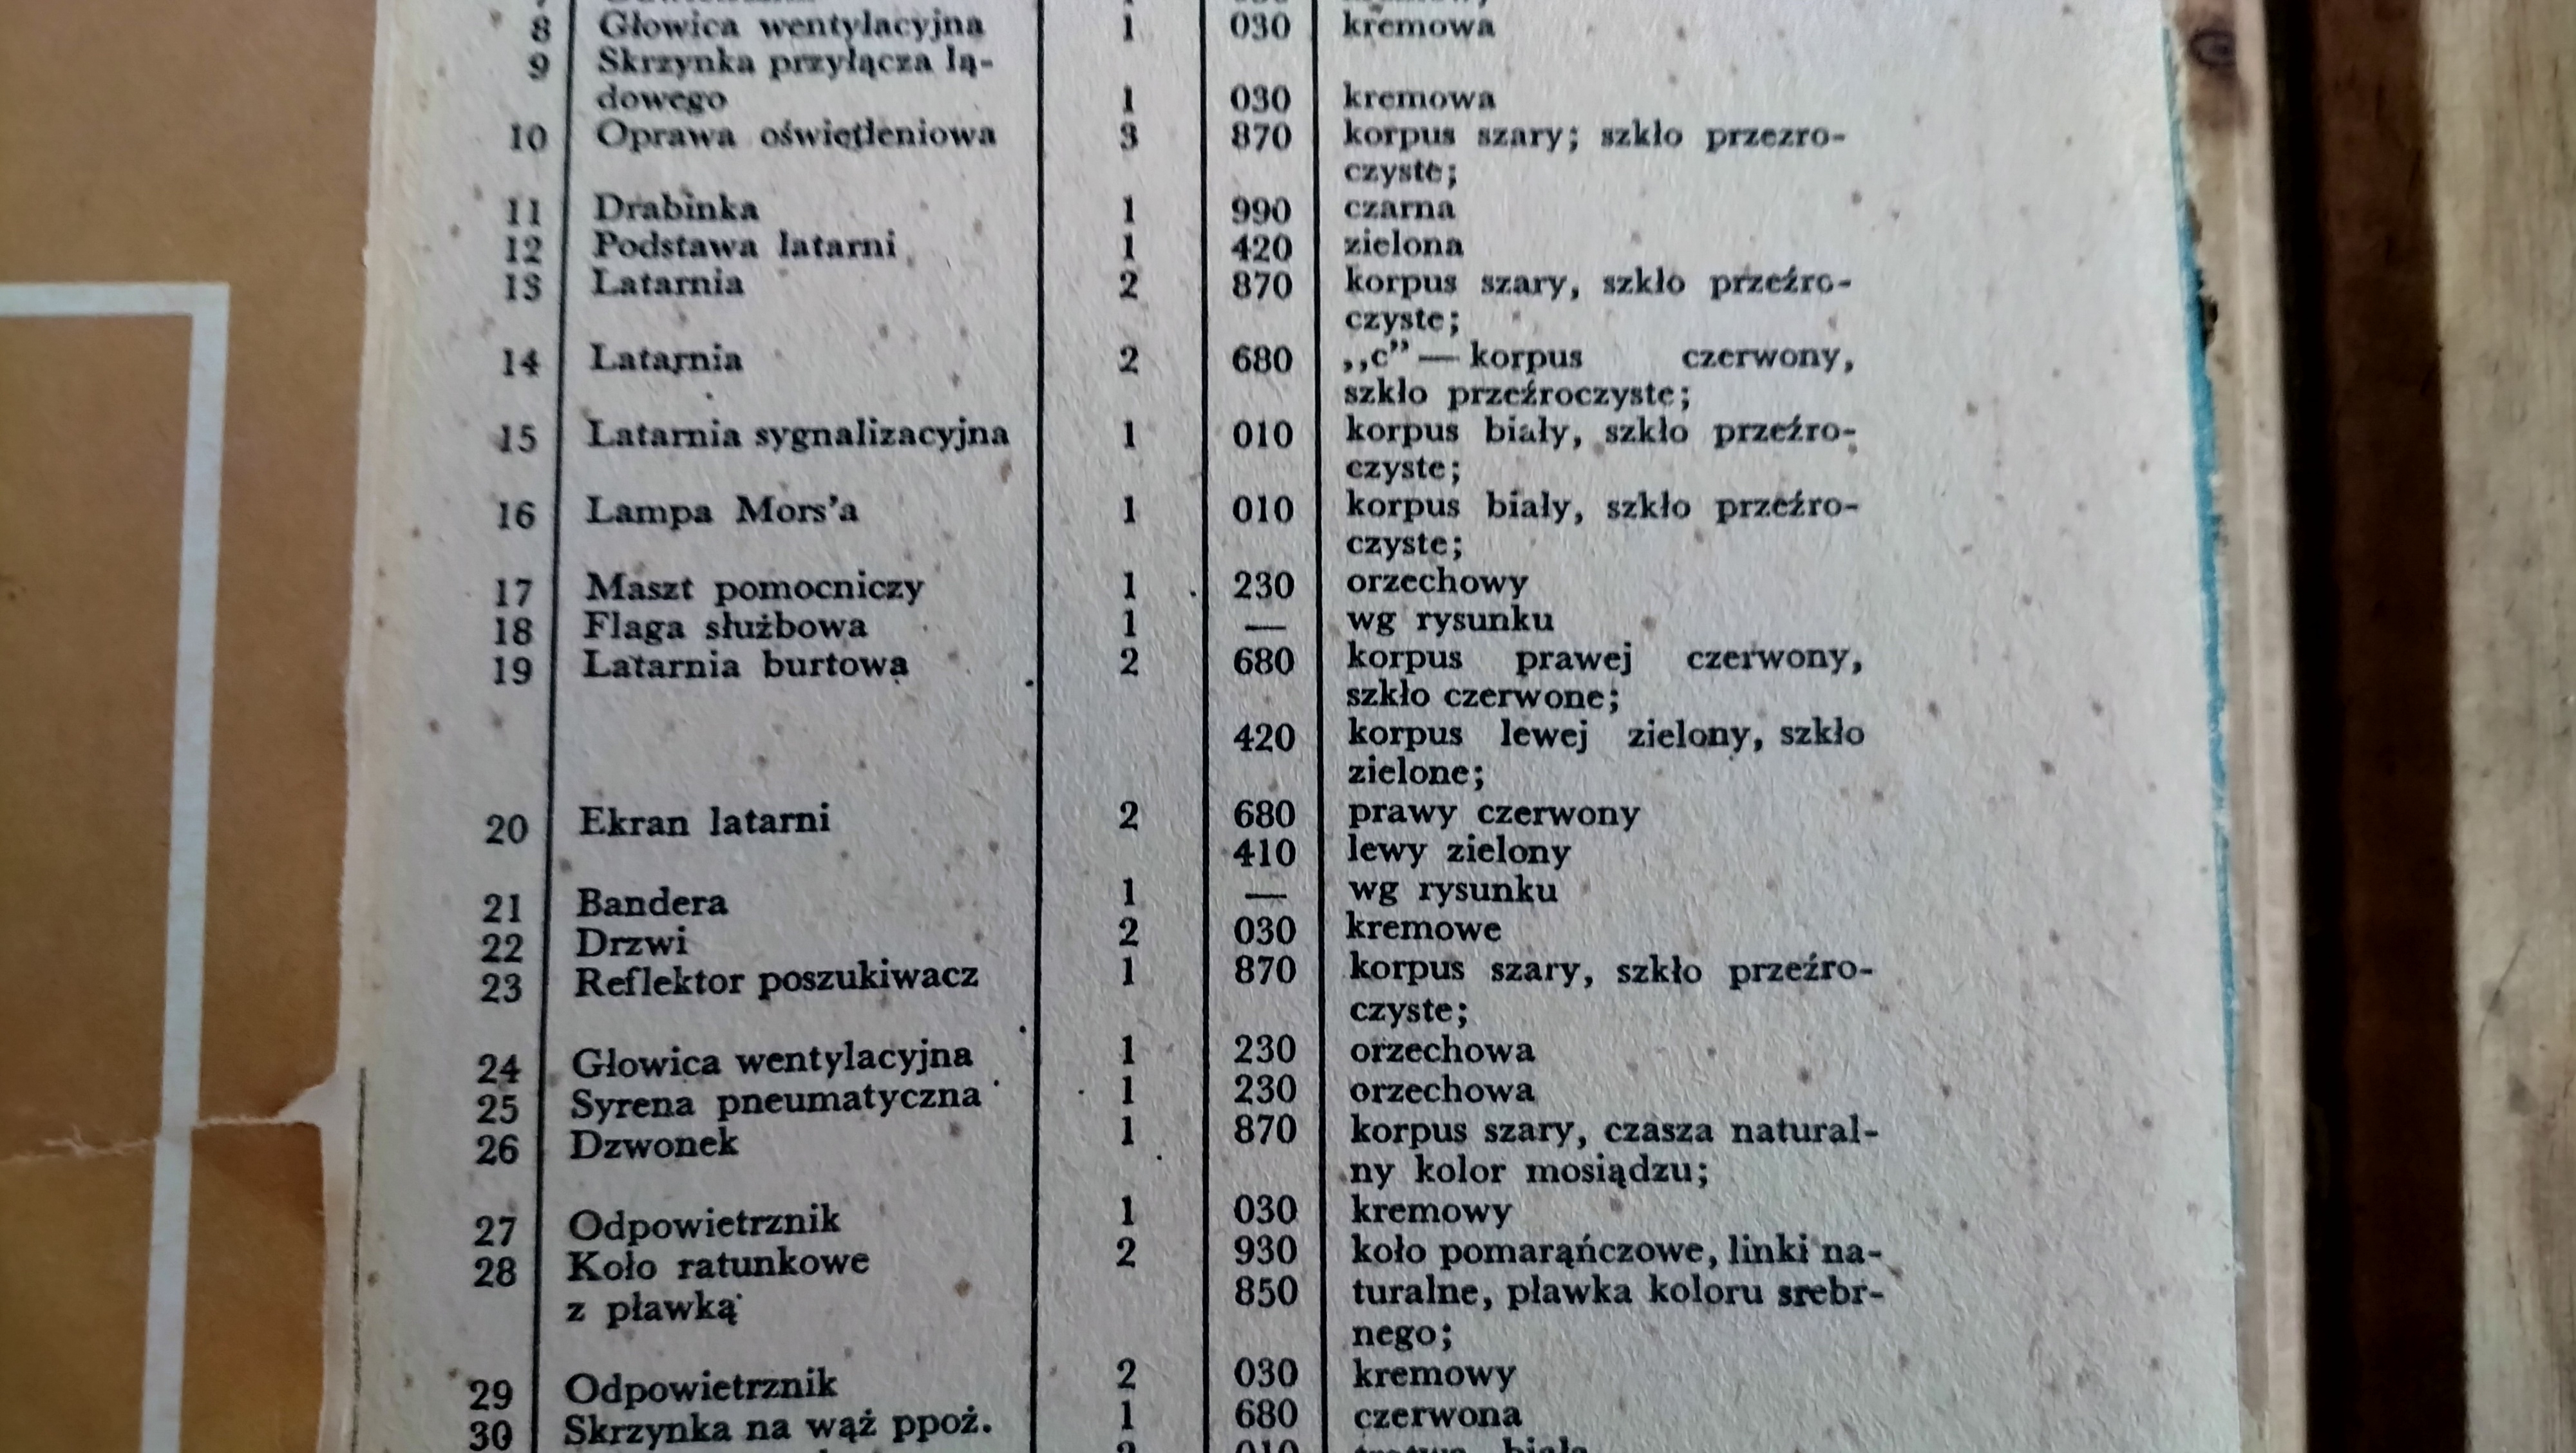 8 Głowica wentylacyjna 1 030 kremowa
9 Skrzynka przyłącza lą-
dowego 1 030 kremowa
10 Oprawa oświetleniowa 3 870 korpus szary; szkło przezro-
czyste;
11 Drabinka 1 990 czarna
12 Podstawa latarni 1 420 zielona
13 Latarnia 2 870 korpus szary, szkło przeźro-
czyste;
14 Latarnia 2 680 „c” — korpus czerwony,
szkło przeźroczyste;
15 Latarnia sygnalizacyjna 1 010 korpus biały, szkło przeźro-
czyste;
16 Lampa Mors'a 1 010 korpus biały, szkło przeźro-
czyste;
17 Maszt pomocniczy 1 230 orzechowy
18 Flaga służbowa 1 — wg rysunku
19 Latarnia burtowa 2 680 korpus prawej czerwony,
szkło czerwone;
420 korpus lewej zielony, szkło
zielone;
20 Ekran latarni 2 680 prawy czerwony
410 lewy zielony
21 Bandera 1 — wg rysunku
22 Drzwi 2 030 kremowe
23 Reflektor poszukiwacz 1 870 korpus szary, szkło przeźro-
czyste;
24 Głowica wentylacyjna 1 230 orzechowa
25 Syrena pneumatyczna 1 230 orzechowa
26 Dzwonek 1 870 korpus szary, czasza natural-
ny kolor mosiądzu;
27 Odpowietrznik 1 030 kremowy
28 Koło ratunkowe 2 930 koło pomarańczowe, linki na-
z pławką 850 turalne, pławka koloru srebr-
nego;
29 Odpowietrznik 2 030 kremowy
30 Skrzynka na wąż ppoż. 1 680 czerwona